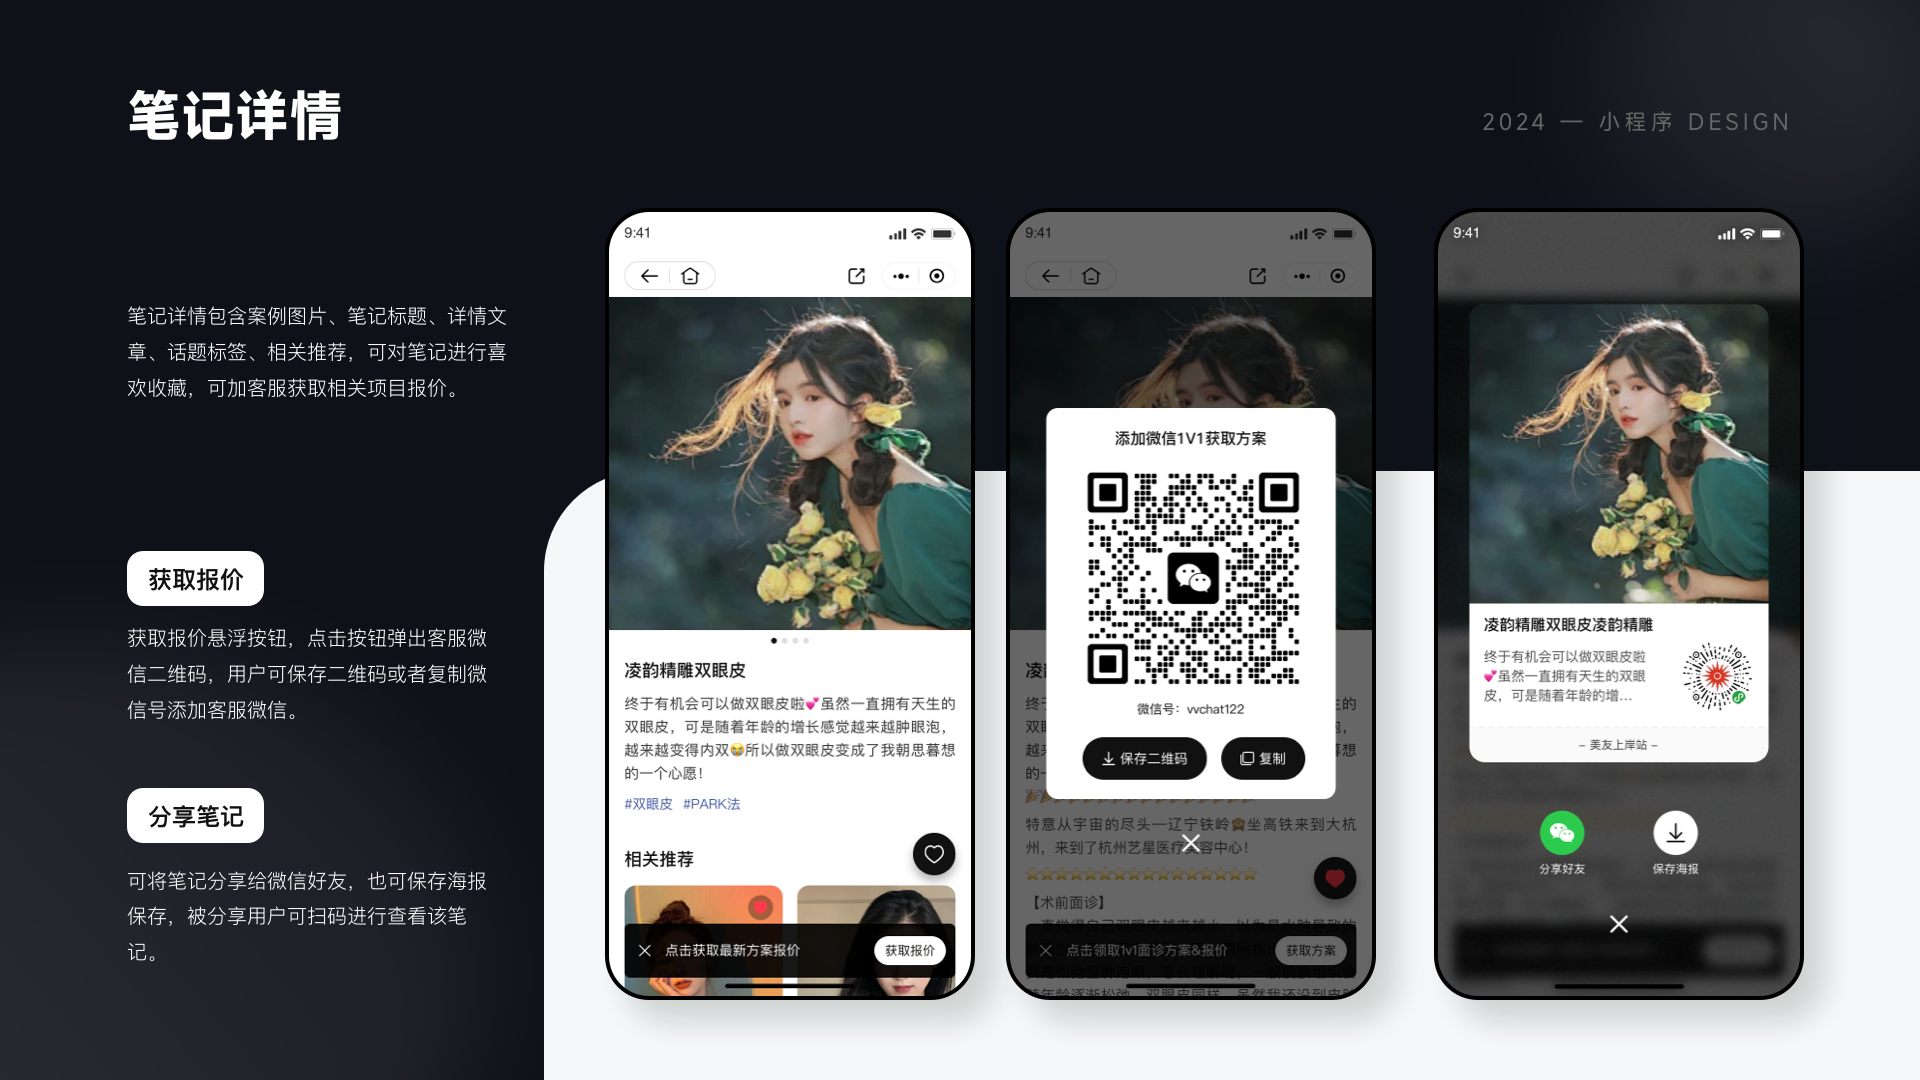 笔记详情
2024 — 小程序 DESIGN
笔记详情包含案例图片、笔记标题、详情文
章、话题标签、相关推荐，可对笔记进行喜
欢收藏，可加客服获取相关项目报价。
获取报价
获取报价悬浮按钮，点击按钮弹出客服微
信二维码，用户可保存二维码或者复制微
信号添加客服微信。
分享笔记
可将笔记分享给微信好友，也可保存海报
保存，被分享用户可扫码进行查看该笔
记。
9:41
凌韵精雕双眼皮
终于有机会可以做双眼皮啦💕虽然一直拥有天生的
双眼皮，可是随着年龄的增长感觉越来越肿眼泡，
越来越变得内双😭所以做双眼皮变成了我朝思暮想
的一个心愿！
#双眼皮 #PARK法
相关推荐
点击获取最新方案报价
获取报价
9:41
添加微信1V1获取方案
微信号：vvchat122
保存二维码
复制
特意从宇宙的尽头—辽宁铁岭🙈坐高铁来到大杭
州，来到了杭州艺星医疗美容中心！
【术前面诊】
点击领取1v1面诊方案&报价
获取方案
9:41
凌韵精雕双眼皮凌韵精雕
终于有机会可以做双眼皮啦
💕虽然一直拥有天生的双眼
皮，可是随着年龄的增...
– 美友上岸站 –
分享好友
保存海报